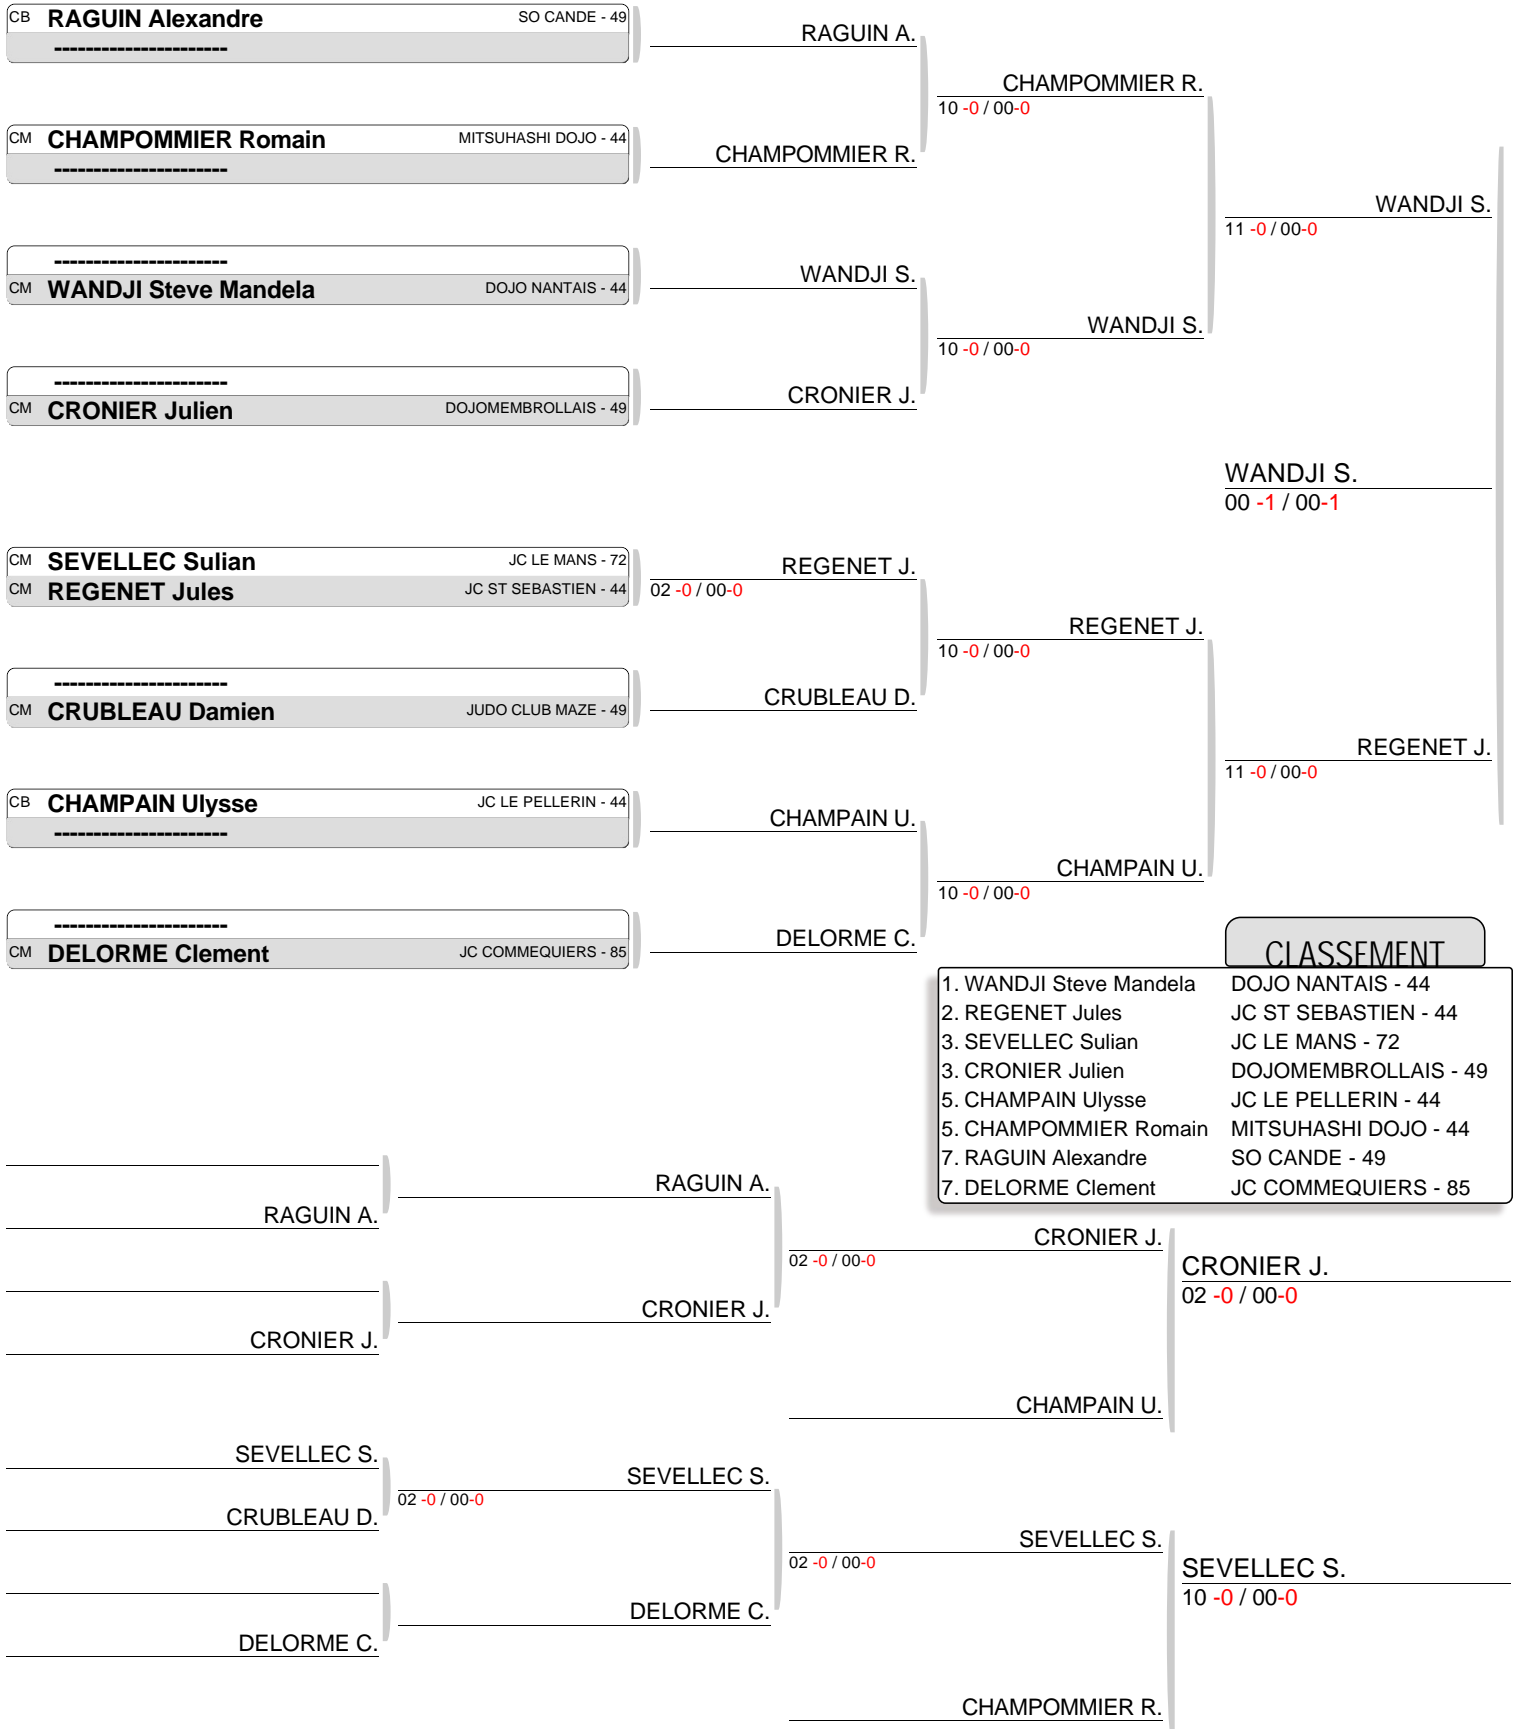 CB RAGUIN Alexandre SO CANDE - 49
----------------------
CM CHAMPOMMIER Romain MITSUHASHI DOJO - 44
----------------------
----------------------
CM WANDJI Steve Mandela DOJO NANTAIS - 44
----------------------
CM CRONIER Julien DOJOMEMBROLLAIS - 49
CM SEVELLEC Sulian JC LE MANS - 72
CM REGENET Jules JC ST SEBASTIEN - 44
----------------------
CM CRUBLEAU Damien JUDO CLUB MAZE - 49
CB CHAMPAIN Ulysse JC LE PELLERIN - 44
----------------------
----------------------
CM DELORME Clement JC COMMEQUIERS - 85
RAGUIN A.
CHAMPOMMIER R.
WANDJI S.
CRONIER J.
REGENET J.
02 -0 / 00-0
CRUBLEAU D.
CHAMPAIN U.
DELORME C.
CHAMPOMMIER R.
10 -0 / 00-0
WANDJI S.
10 -0 / 00-0
REGENET J.
10 -0 / 00-0
CHAMPAIN U.
10 -0 / 00-0
WANDJI S.
11 -0 / 00-0
WANDJI S.
00 -1 / 00-1
REGENET J.
11 -0 / 00-0
CLASSEMENT
1. WANDJI Steve Mandela DOJO NANTAIS - 44
2. REGENET Jules JC ST SEBASTIEN - 44
3. SEVELLEC Sulian JC LE MANS - 72
3. CRONIER Julien DOJOMEMBROLLAIS - 49
5. CHAMPAIN Ulysse JC LE PELLERIN - 44
5. CHAMPOMMIER Romain MITSUHASHI DOJO - 44
7. RAGUIN Alexandre SO CANDE - 49
7. DELORME Clement JC COMMEQUIERS - 85
RAGUIN A.
CRONIER J.
SEVELLEC S.
CRUBLEAU D.
DELORME C.
RAGUIN A.
CRONIER J.
SEVELLEC S.
02 -0 / 00-0
DELORME C.
CRONIER J.
02 -0 / 00-0
CHAMPAIN U.
SEVELLEC S.
02 -0 / 00-0
CHAMPOMMIER R.
CRONIER J.
02 -0 / 00-0
SEVELLEC S.
10 -0 / 00-0